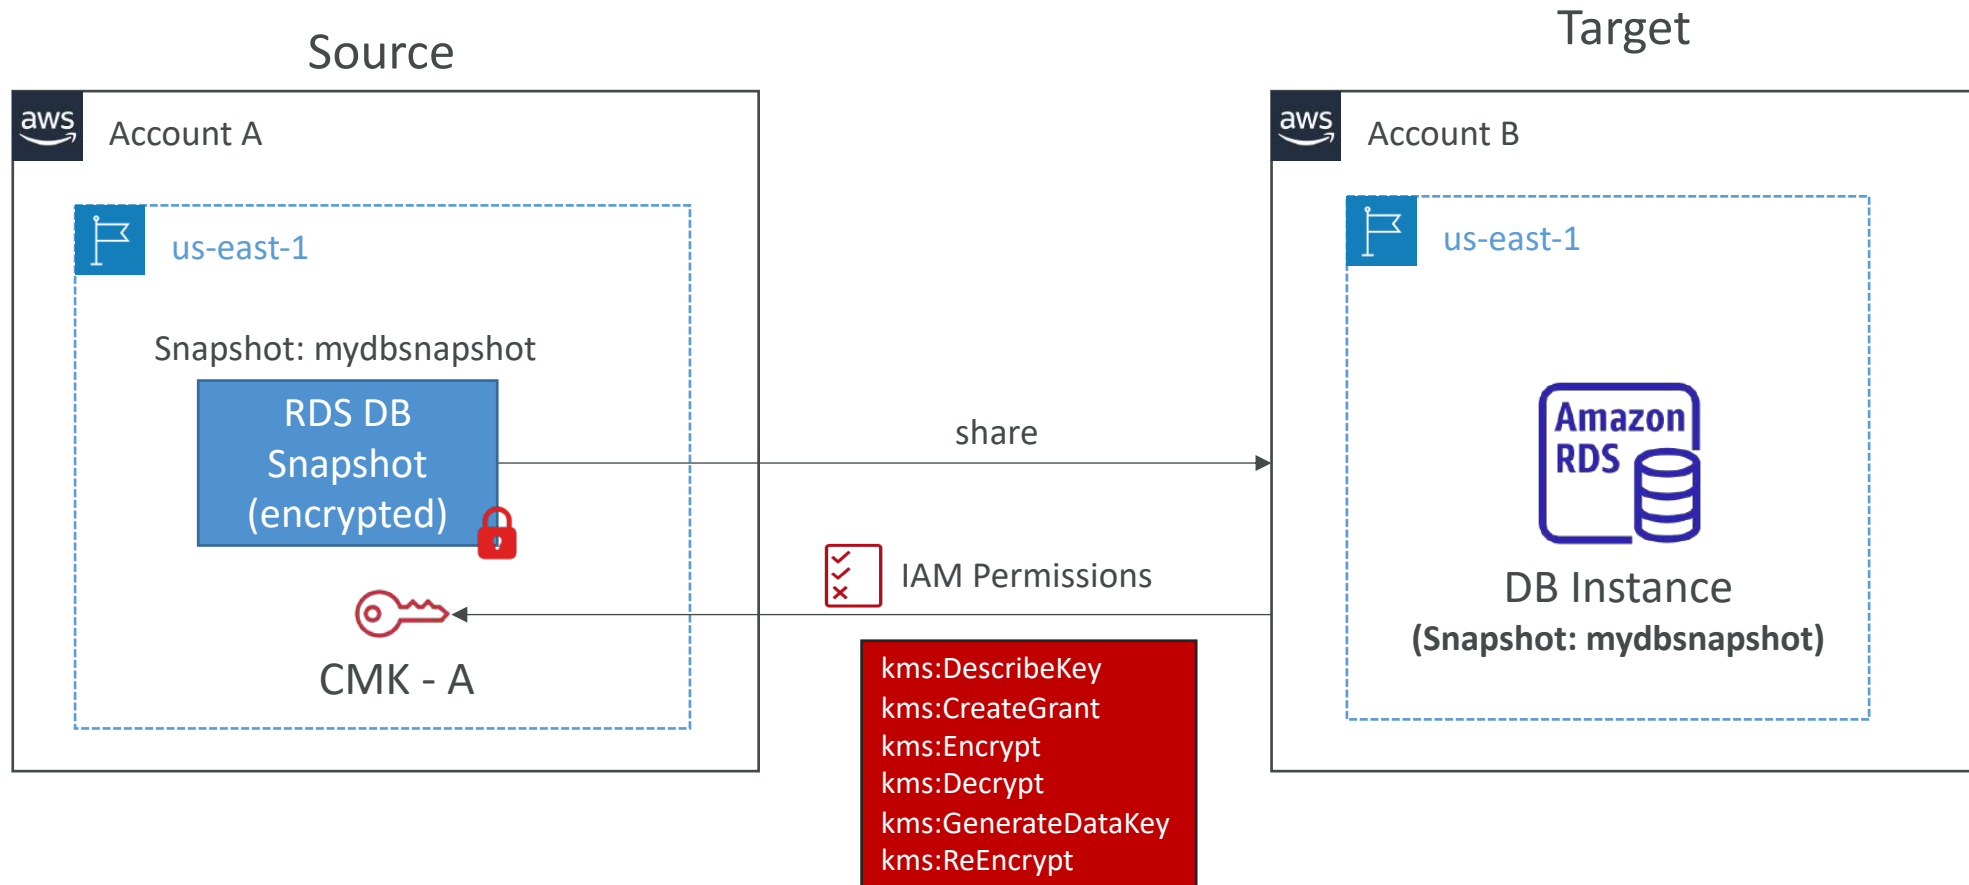 Source
Target
aws
Account A
aws
Account B
us-east-1
us-east-1
Snapshot: mydbsnapshot
RDS DB
Snapshot
(encrypted)
share
Amazon
RDS
IAM Permissions
DB Instance
(Snapshot: mydbsnapshot)
CMK - A
kms:DescribeKey
kms:CreateGrant
kms:Encrypt
kms:Decrypt
kms:GenerateDataKey
kms:ReEncrypt